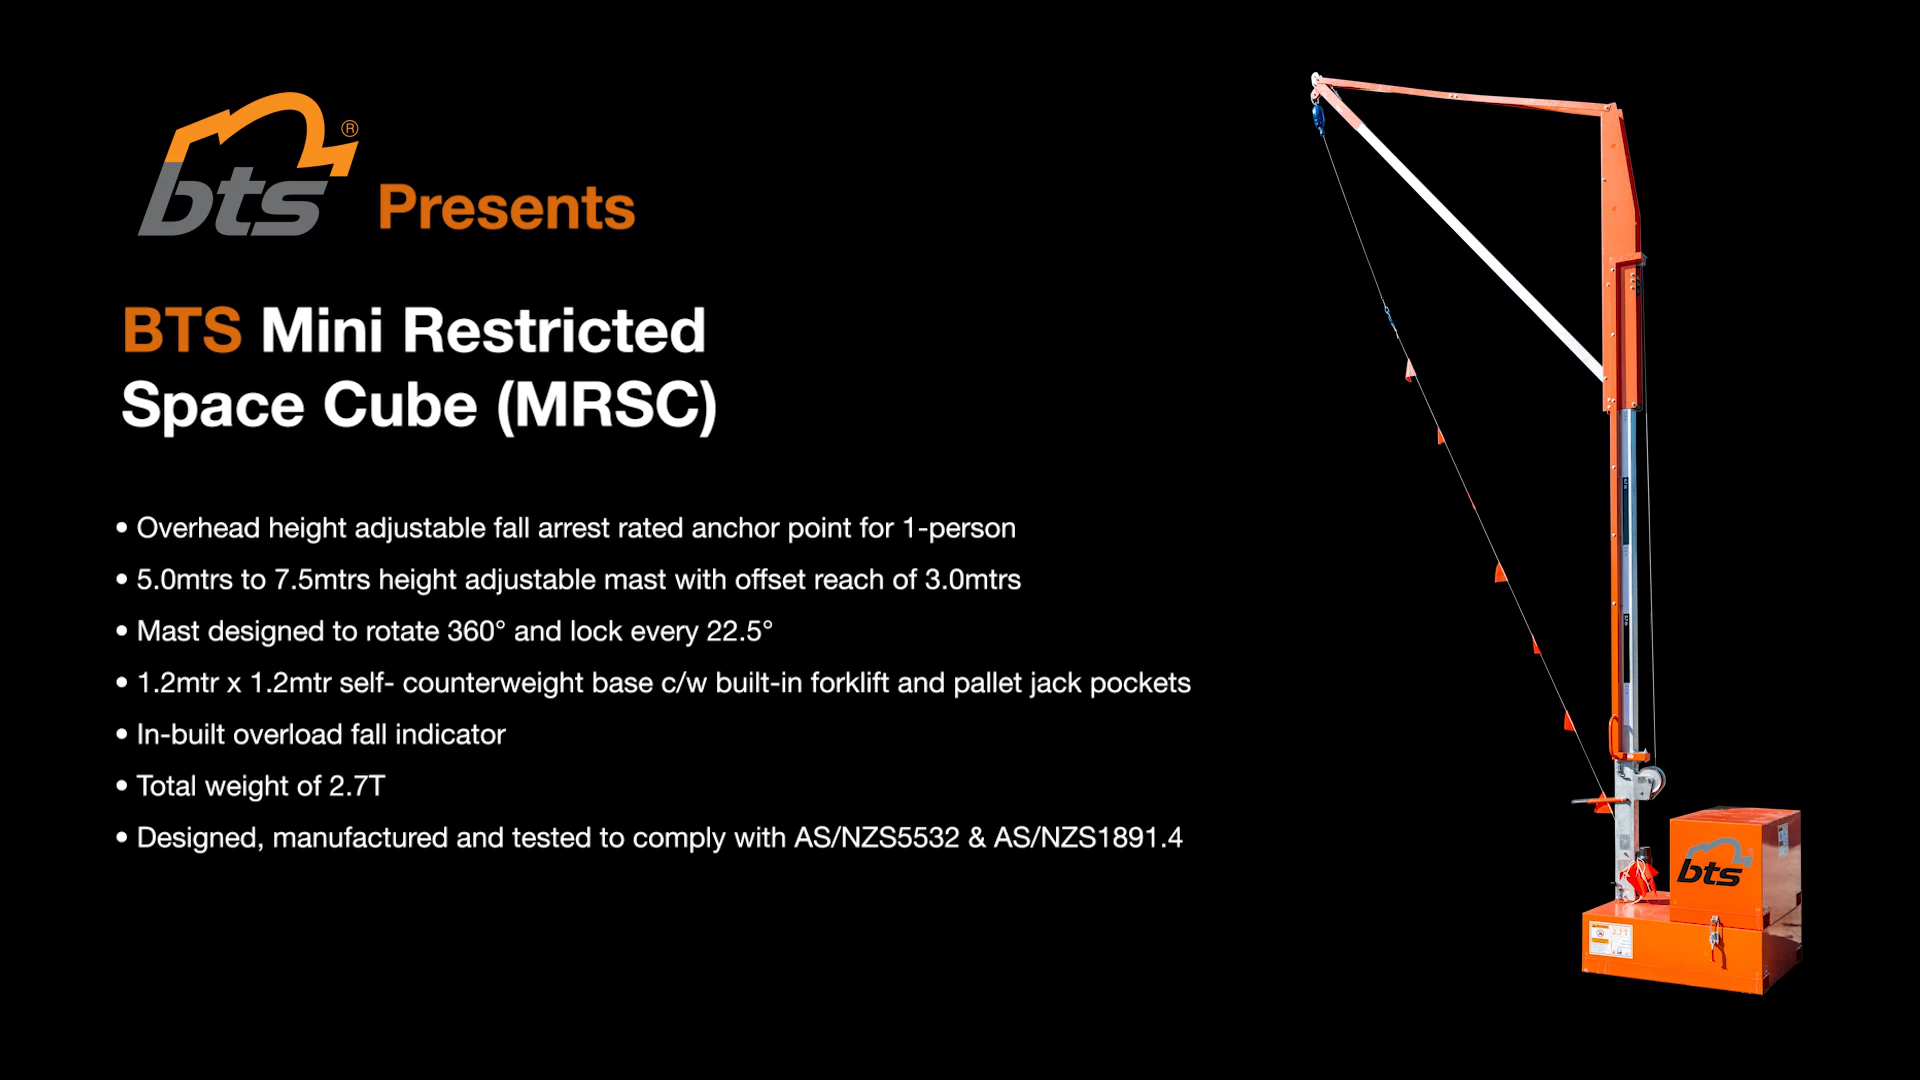 bts®
Presents
BTS Mini Restricted
Space Cube (MRSC)
• Overhead height adjustable fall arrest rated anchor point for 1-person
• 5.0mtrs to 7.5mtrs height adjustable mast with offset reach of 3.0mtrs
• Mast designed to rotate 360° and lock every 22.5°
• 1.2mtr x 1.2mtr self- counterweight base c/w built-in forklift and pallet jack pockets
• In-built overload fall indicator
• Total weight of 2.7T
• Designed, manufactured and tested to comply with AS/NZS5532 & AS/NZS1891.4
bts
2.7 T